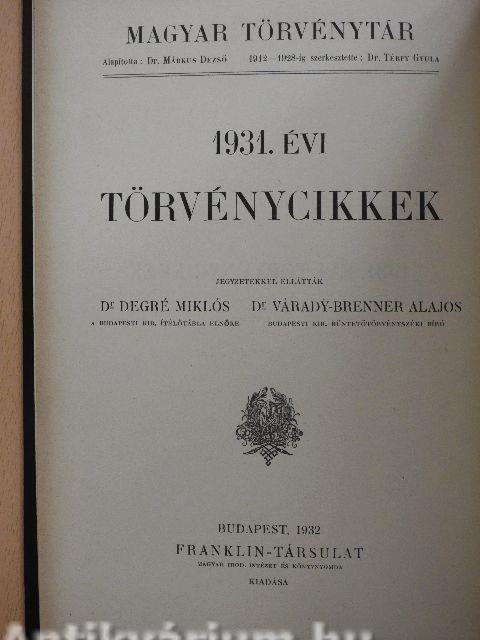 MAGYAR TÖRVÉNYTÁR
Alapította : Dr. MÁRKUS DEZSŐ 1912—1928-ig szerkesztette : Dr. TÉRFY GYULA
1931. ÉVI
TÖRVÉNYCIKKEK
JEGYZETEKKEL ELLÁTTÁK
Dr DEGRÉ MIKLÓS Dr VÁRADY-BRENNER ALAJOS
A BUDAPESTI KIR. ÍTÉLŐTÁBLA ELNÖKE BUDAPESTI KIR. BÜNTETŐTÖRVÉNYSZÉKI BÍRÓ
BUDAPEST, 1932
FRANKLIN-TÁRSULAT
MAGYAR IROD. INTÉZET ÉS KÖNYVNYOMDA
KIADÁSA
Antikvárium.hu